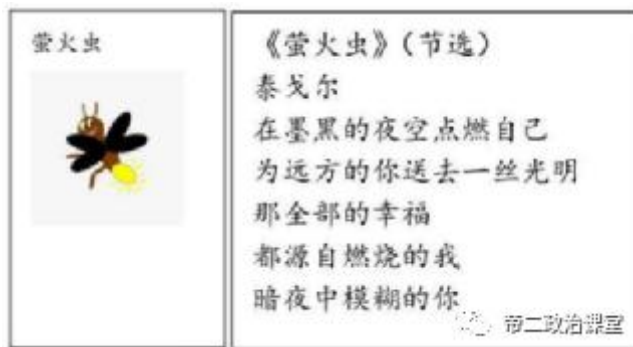 萤火虫
《萤火虫》（节选）
泰戈尔
在墨黑的夜空点燃自己
为远方的你送去一丝光明
那全部的幸福
都源自燃烧的我
暗夜中模糊的你
帝二政治课室